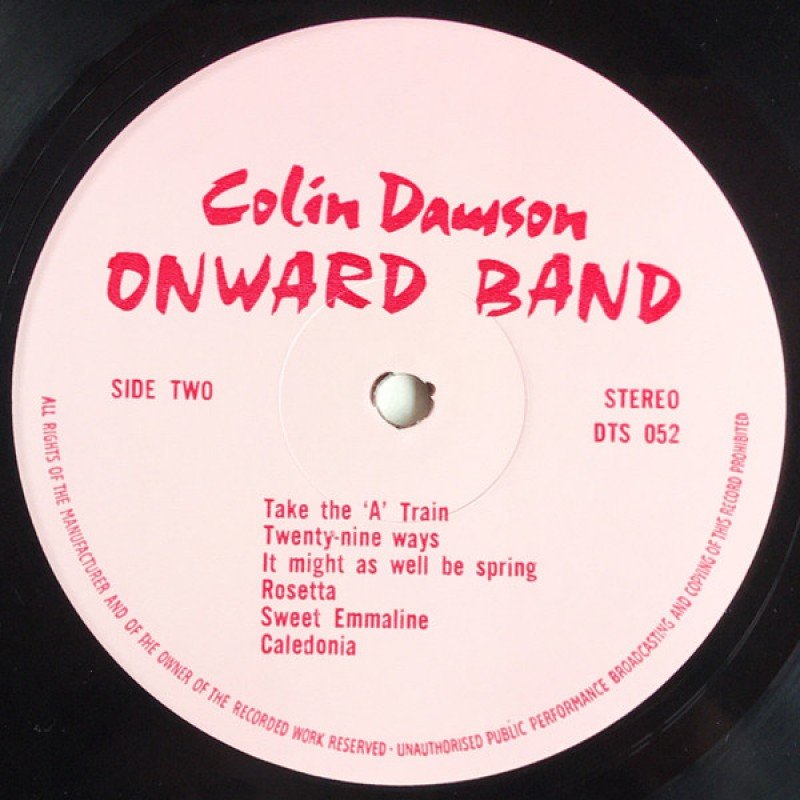 Colin Dawson
ONWARD BAND
SIDE TWO
STEREO
DTS 052
Take the 'A' Train
Twenty-nine ways
It might as well be spring
Rosetta
Sweet Emmaline
Caledonia
ALL RIGHTS OF THE MANUFACTURER AND OF THE OWNER OF THE RECORDED WORK RESERVED - UNAUTHORISED PUBLIC PERFORMANCE BROADCASTING AND COPYING OF THIS RECORD PROHIBITED